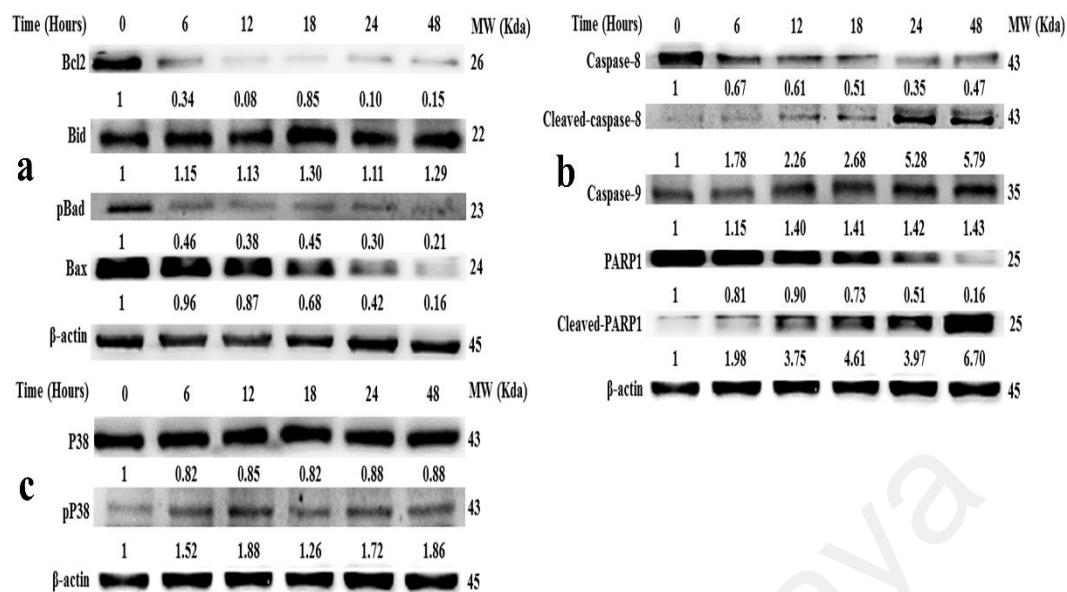 Time (Hours) 0 6 12 18 24 48 MW (Kda)
Bcl2 26
1 0.34 0.08 0.85 0.10 0.15
Bid 22
a
1 1.15 1.13 1.30 1.11 1.29
pBad 23
1 0.46 0.38 0.45 0.30 0.21
Bax 24
1 0.96 0.87 0.68 0.42 0.16
β-actin 45
Time (Hours) 0 6 12 18 24 48 MW (Kda)
Caspase-8 43
1 0.67 0.61 0.51 0.35 0.47
Cleaved-caspase-8 43
b
1 1.78 2.26 2.68 5.28 5.79
Caspase-9 35
1 1.15 1.40 1.41 1.42 1.43
PARP1 25
1 0.81 0.90 0.73 0.51 0.16
Cleaved-PARP1 25
1 1.98 3.75 4.61 3.97 6.70
β-actin 45
Time (Hours) 0 6 12 18 24 48 MW (Kda)
P38 43
1 0.82 0.85 0.82 0.88 0.88
c
pP38 43
1 1.52 1.88 1.26 1.72 1.86
β-actin 45